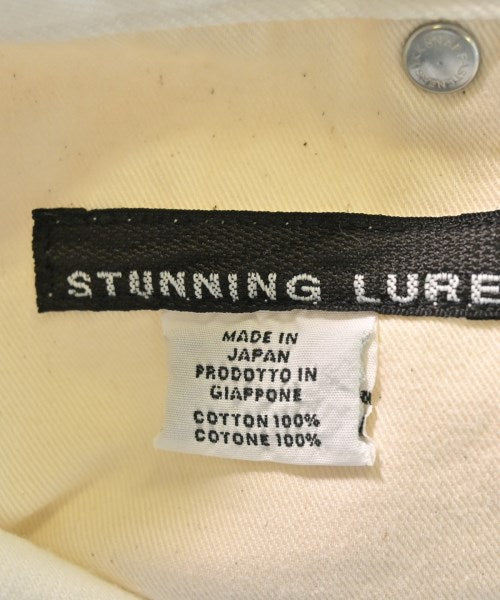 STUNNING LURE
MADE IN
JAPAN
PRODOTTO IN
GIAPPONE
COTTON 100%
COTONE 100%